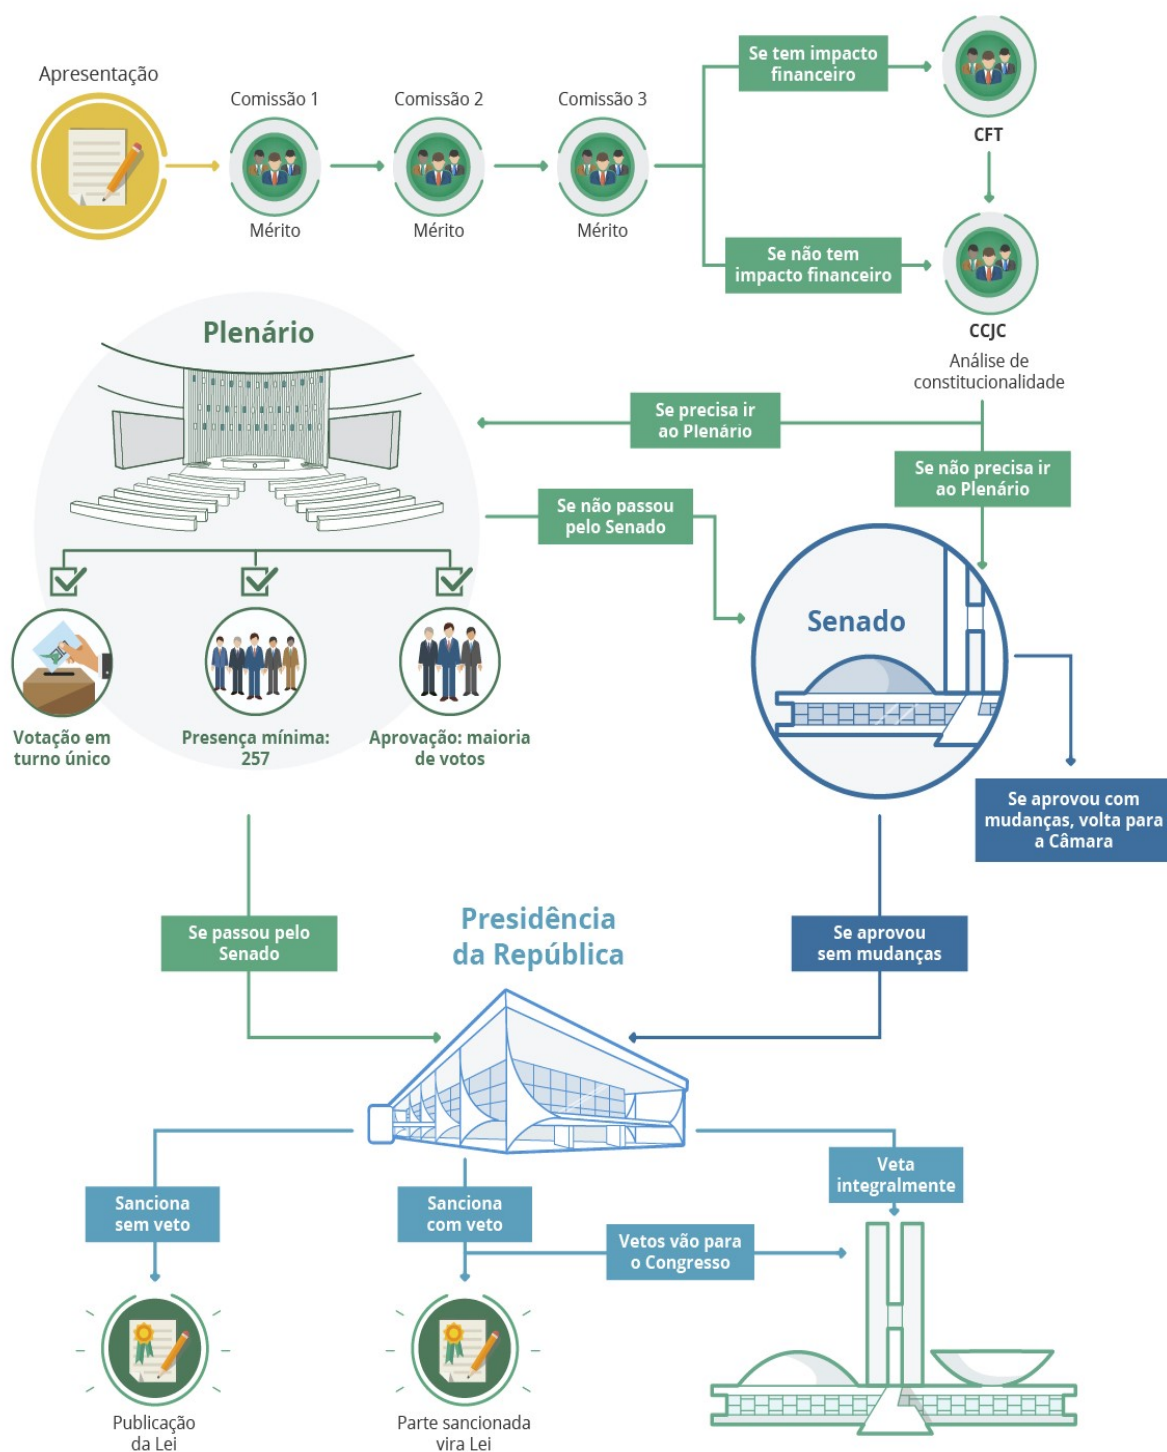 Apresentação
Comissão 1
Mérito
Comissão 2
Mérito
Comissão 3
Mérito
Se tem impacto
financeiro
CFT
Se não tem
impacto financeiro
CCJC
Análise de
constitucionalidade
Plenário
Se precisa ir
ao Plenário
Se não precisa ir
ao Plenário
Se não passou
pelo Senado
Senado
Votação em
turno único
Presença mínima:
257
Aprovação: maioria
de votos
Se aprovou com
mudanças, volta para
a Câmara
Se passou pelo
Senado
Presidência
da República
Se aprovou
sem mudanças
Sanciona
sem veto
Sanciona
com veto
Veta
integralmente
Vetos vão para
o Congresso
Publicação
da Lei
Parte sancionada
vira Lei